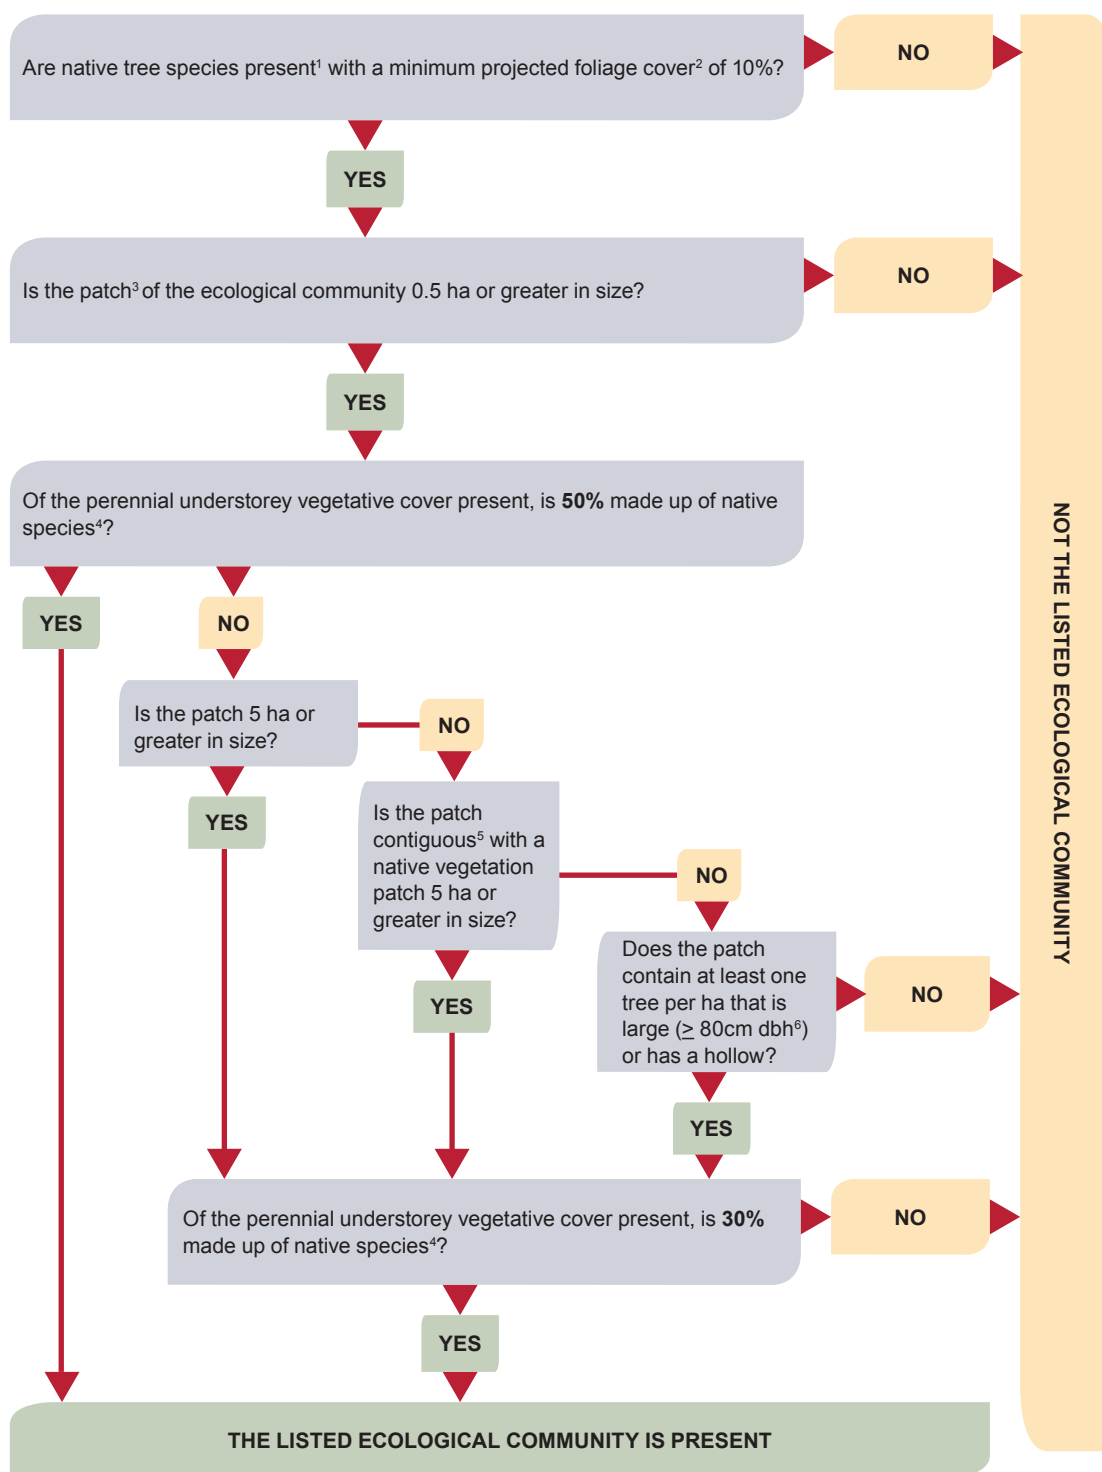 Are native tree species present¹ with a minimum projected foliage cover² of 10%?
NO
YES
Is the patch³ of the ecological community 0.5 ha or greater in size?
NO
YES
Of the perennial understorey vegetative cover present, is 50% made up of native
species⁴?
YES
NO
Is the patch 5 ha or
greater in size?
NO
YES
Is the patch
contiguous⁵ with a
native vegetation
patch 5 ha or
greater in size?
NO
YES
Does the patch
contain at least one
tree per ha that is
large (≥ 80cm dbh⁶)
or has a hollow?
NO
YES
Of the perennial understorey vegetative cover present, is 30%
made up of native species⁴?
NO
YES
THE LISTED ECOLOGICAL COMMUNITY IS PRESENT
NOT THE LISTED ECOLOGICAL COMMUNITY